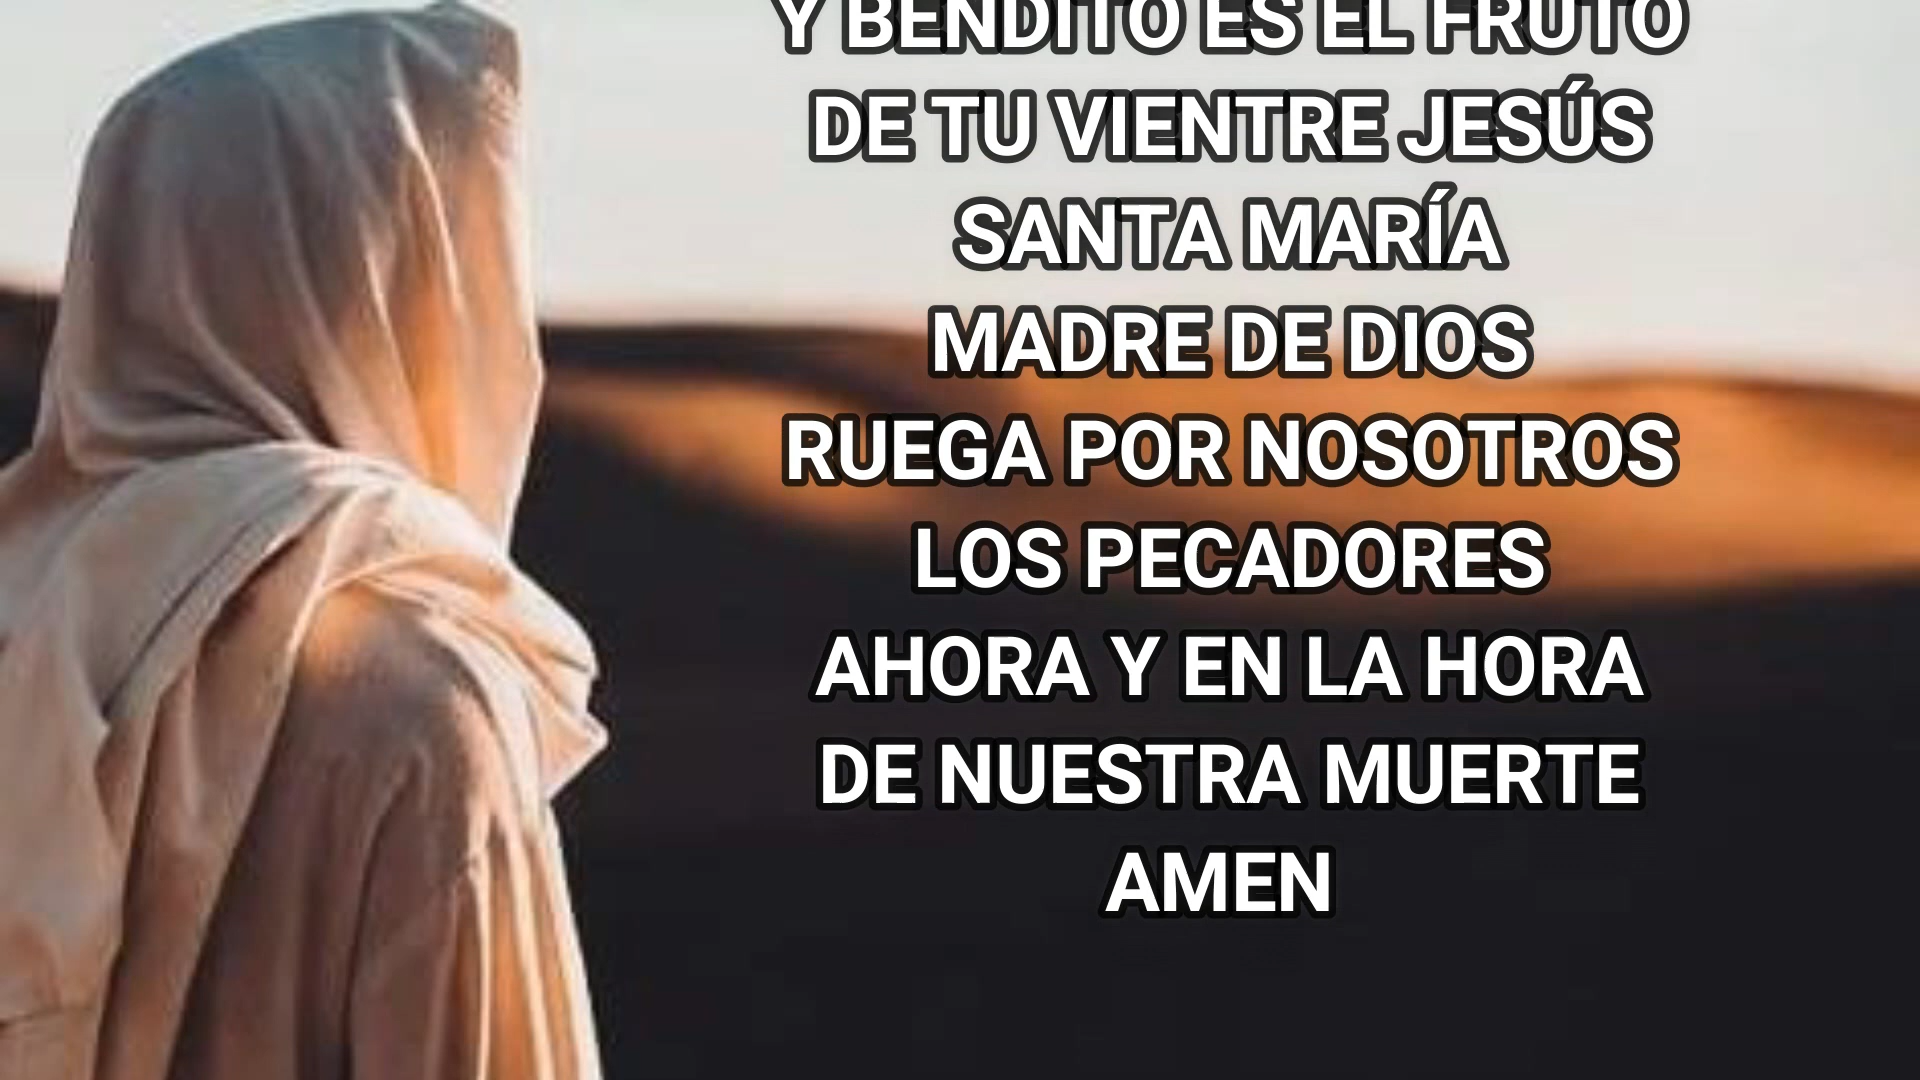 Y BENDITO ES EL FRUTO
DE TU VIENTRE JESÚS
SANTA MARÍA
MADRE DE DIOS
RUEGA POR NOSOTROS
LOS PECADORES
AHORA Y EN LA HORA
DE NUESTRA MUERTE
AMEN